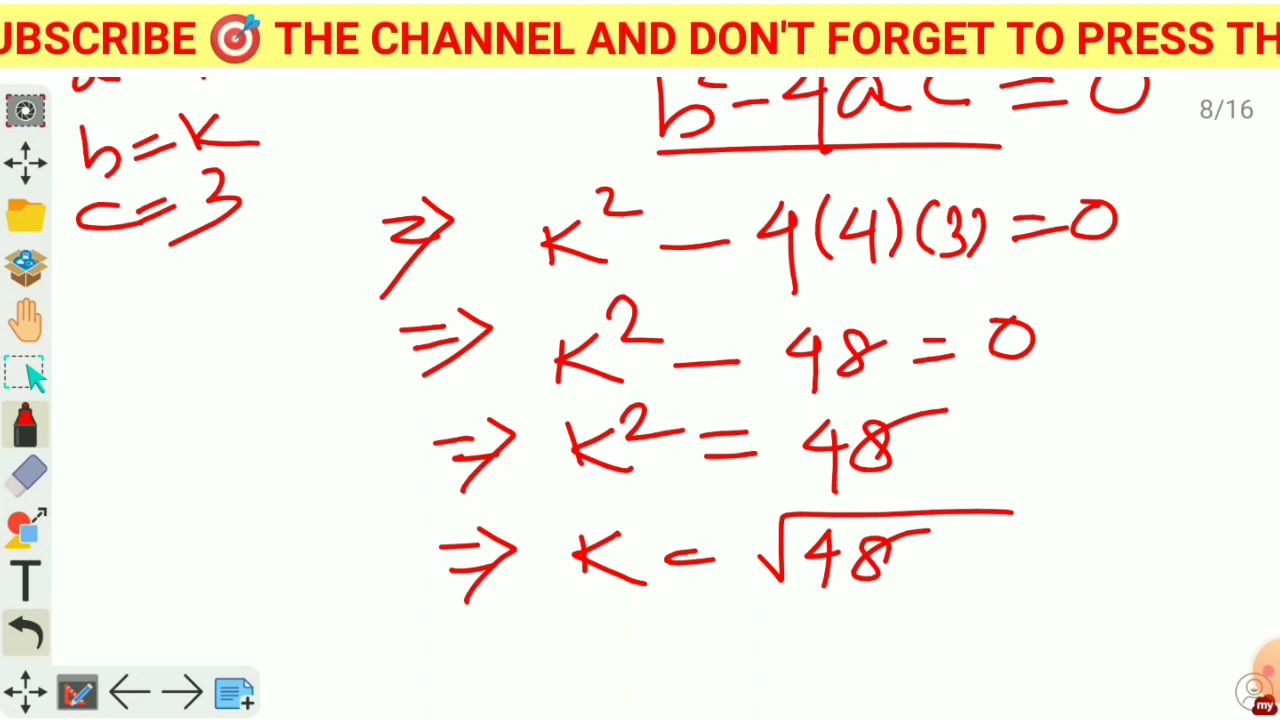 UBSCRIBE 🎯 THE CHANNEL AND DON'T FORGET TO PRESS TH
b² - 4ac = 0
8/16
b = K
c = 3
⇒ K² - 4(4)(3) = 0
⇒ K² - 48 = 0
⇒ K² = 48
⇒ K = √48
T
my